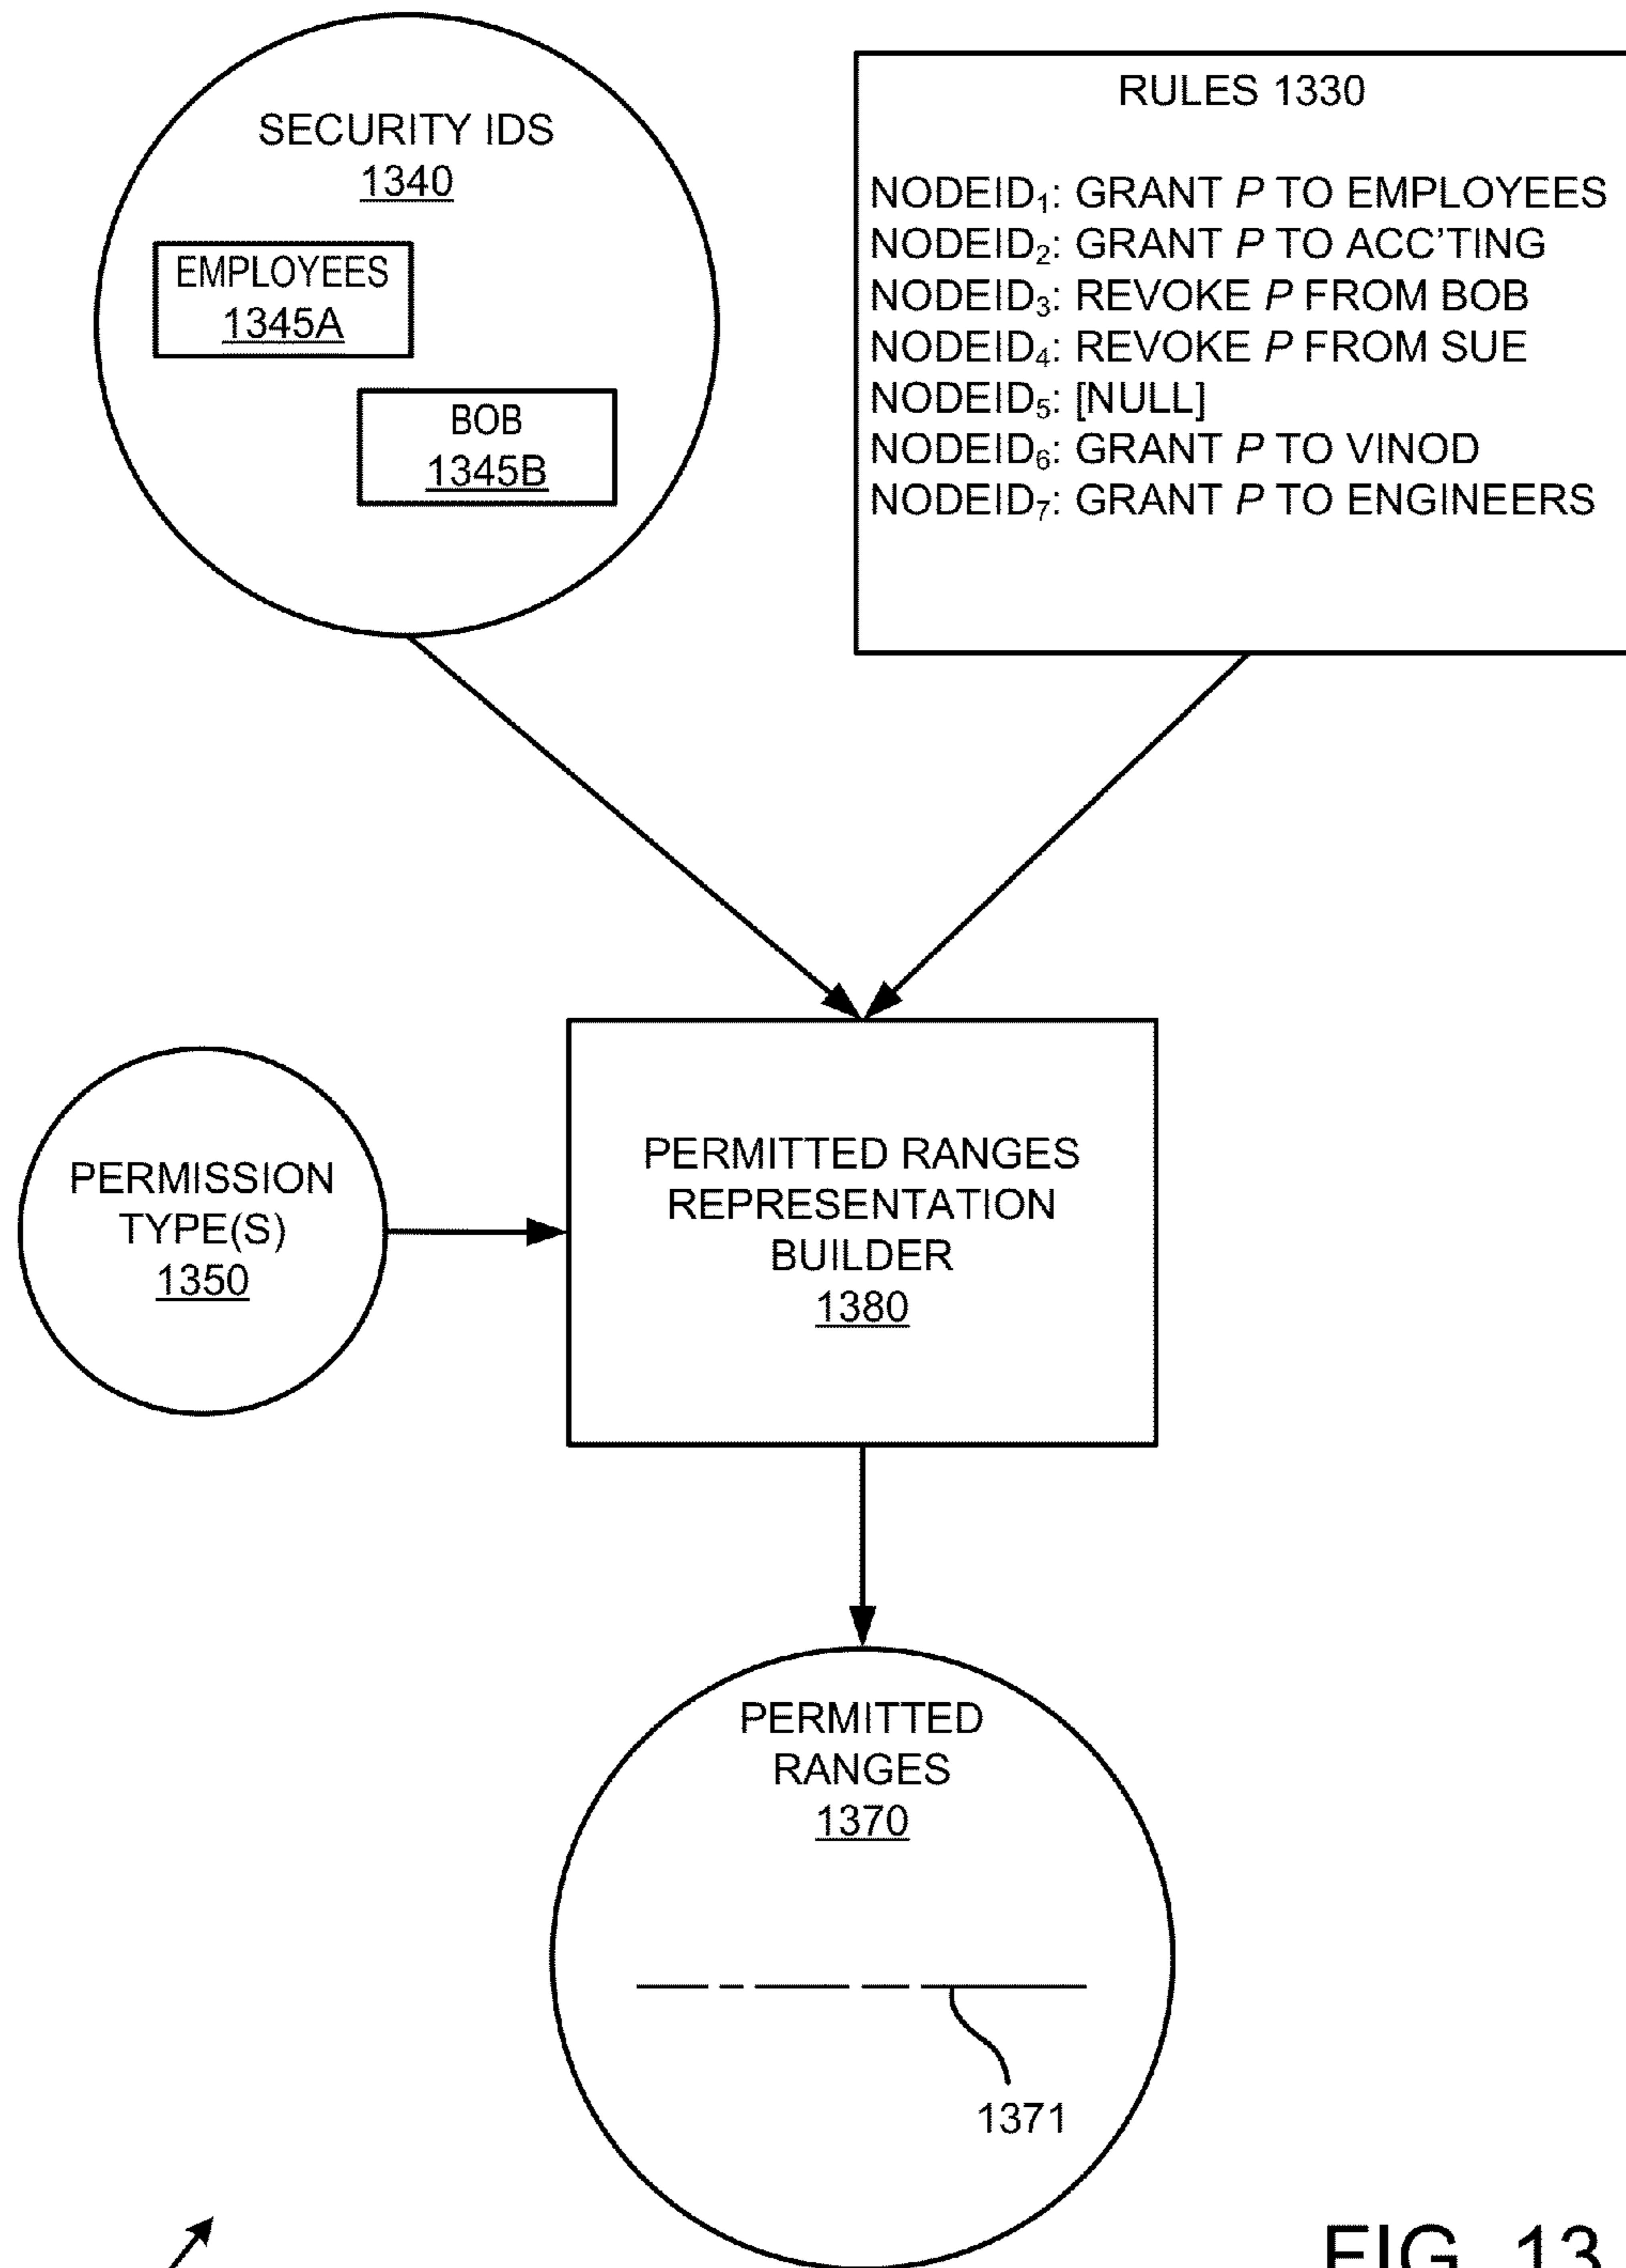 SECURITY IDS
1340
EMPLOYEES
1345A
BOB
1345B
RULES 1330
NODEID₁: GRANT P TO EMPLOYEES
NODEID₂: GRANT P TO ACC'TING
NODEID₃: REVOKE P FROM BOB
NODEID₄: REVOKE P FROM SUE
NODEID₅: [NULL]
NODEID₆: GRANT P TO VINOD
NODEID₇: GRANT P TO ENGINEERS
PERMISSION
TYPE(S)
1350
PERMITTED RANGES
REPRESENTATION
BUILDER
1380
PERMITTED
RANGES
1370
1371
FIG. 13